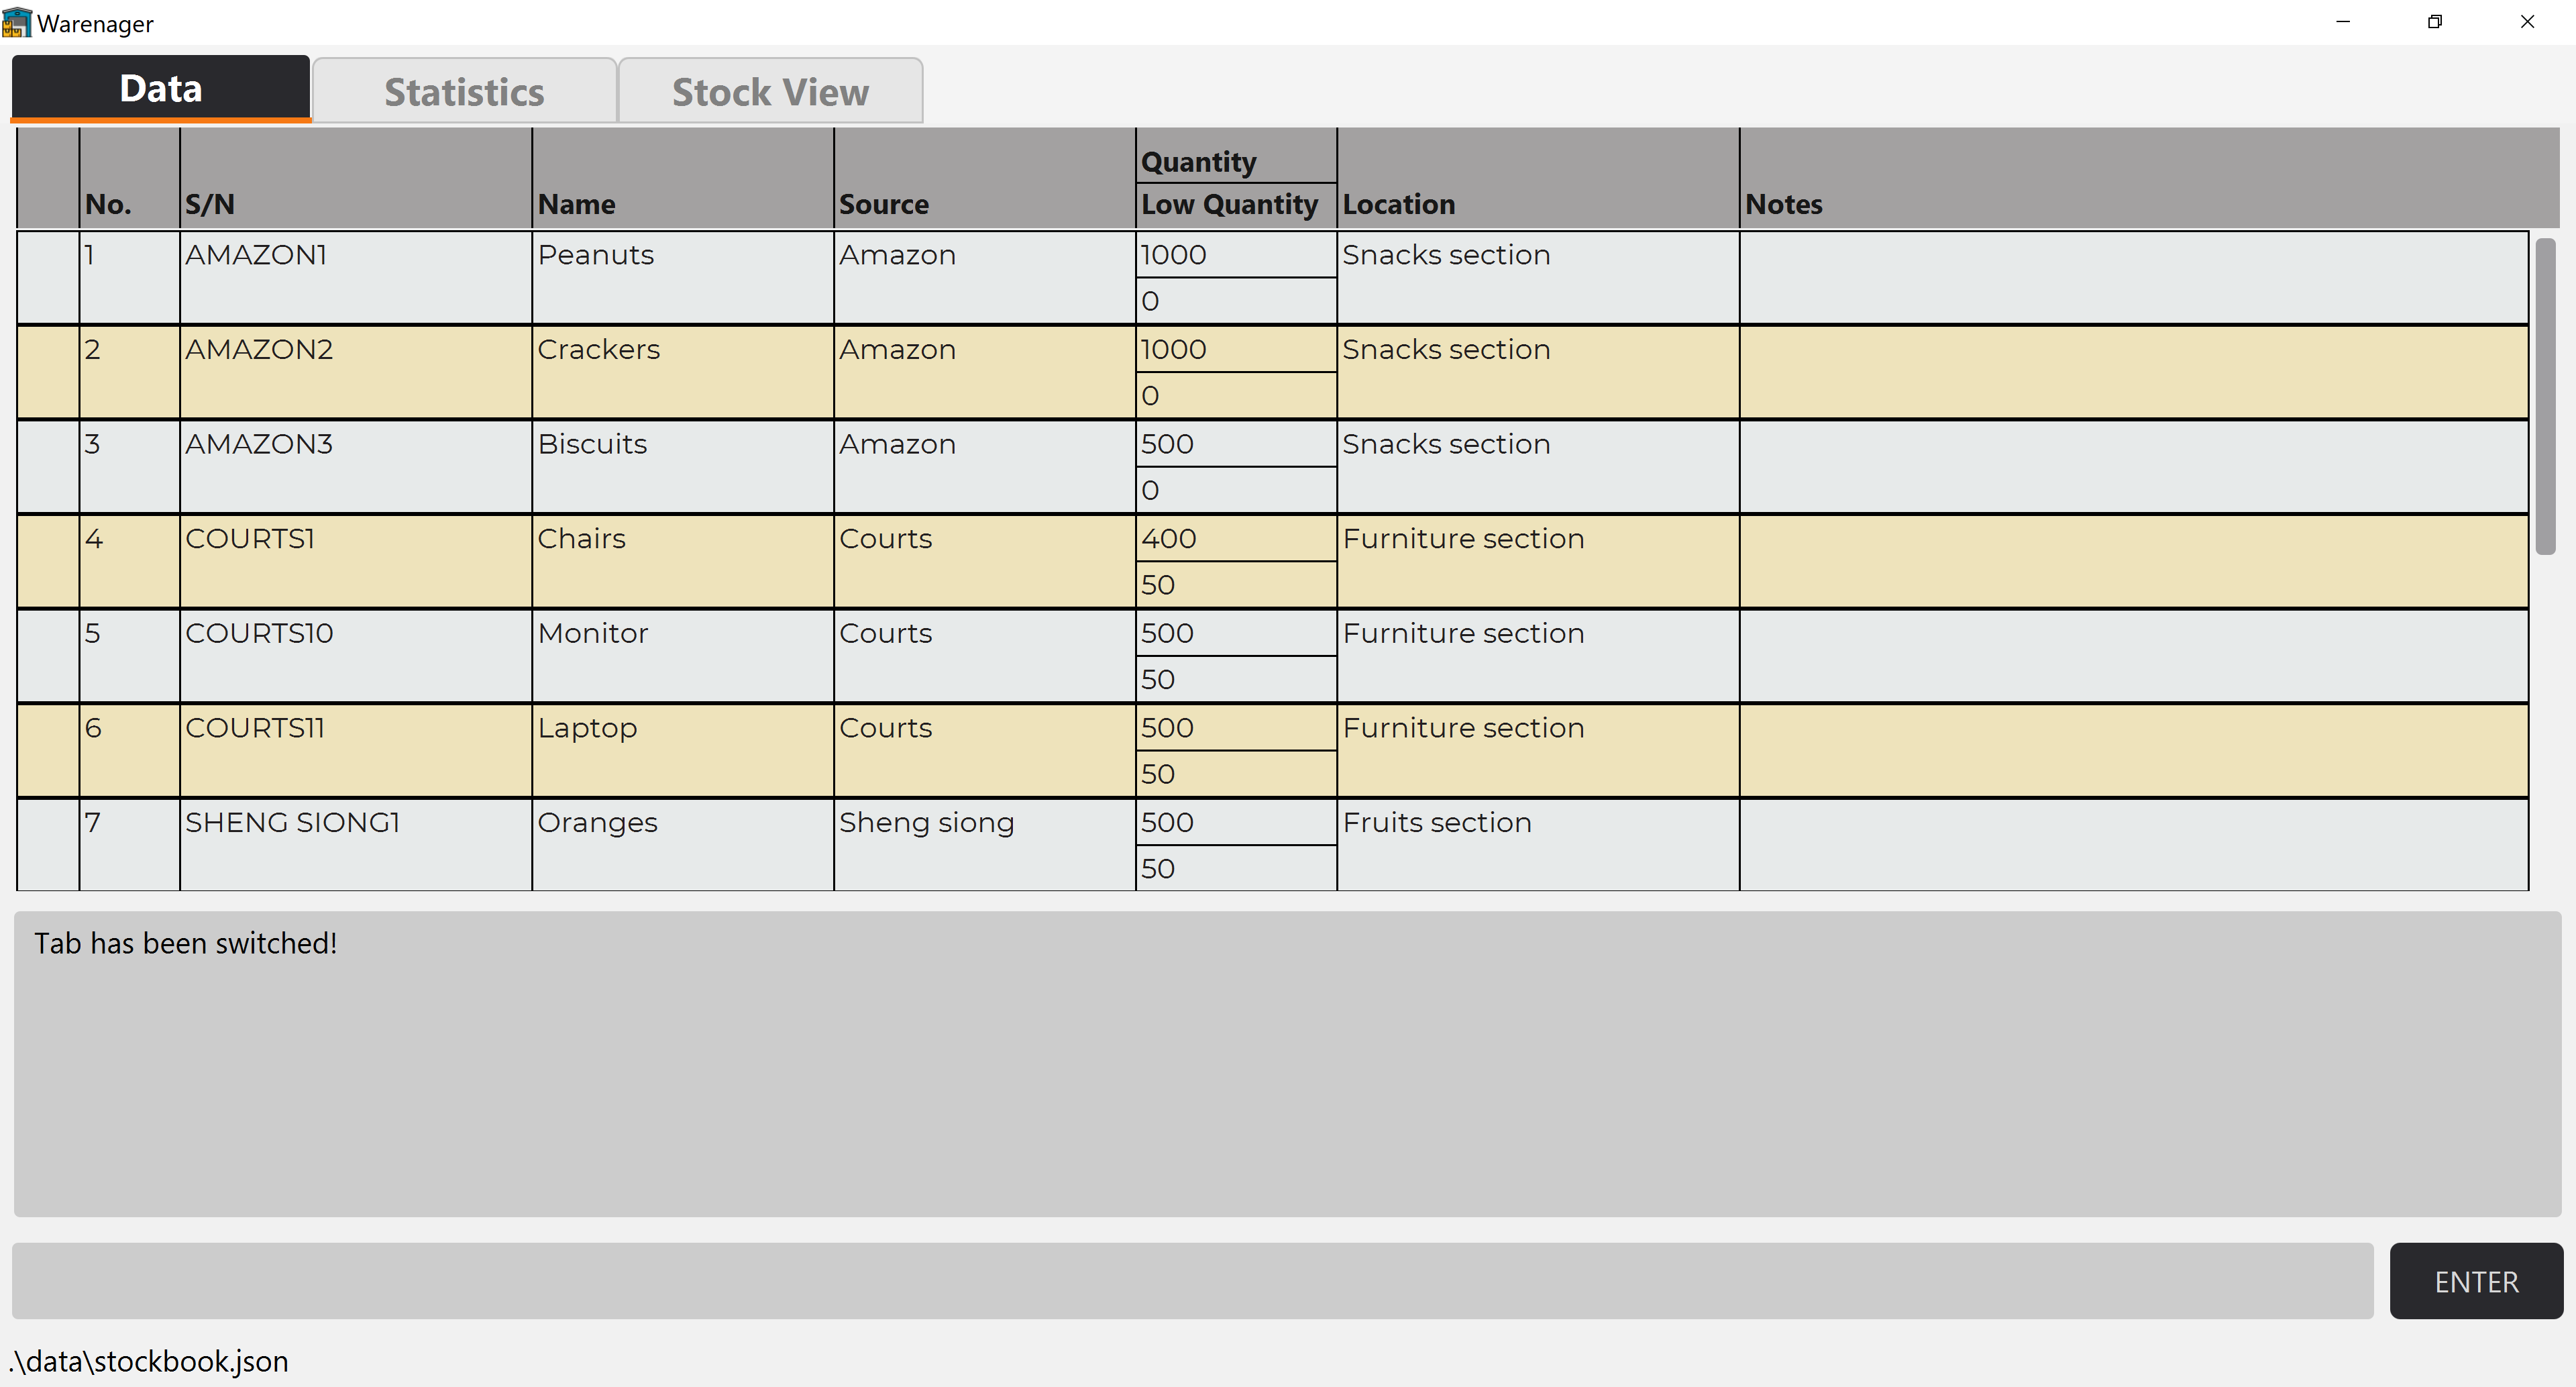 Warenager
Data Statistics Stock View
Quantity
No. S/N Name Source Low Quantity Location Notes
1 AMAZON1 Peanuts Amazon 1000 Snacks section
0
2 AMAZON2 Crackers Amazon 1000 Snacks section
0
3 AMAZON3 Biscuits Amazon 500 Snacks section
0
4 COURTS1 Chairs Courts 400 Furniture section
50
5 COURTS10 Monitor Courts 500 Furniture section
50
6 COURTS11 Laptop Courts 500 Furniture section
50
7 SHENG SIONG1 Oranges Sheng siong 500 Fruits section
50
Tab has been switched!
ENTER
.\data\stockbook.json